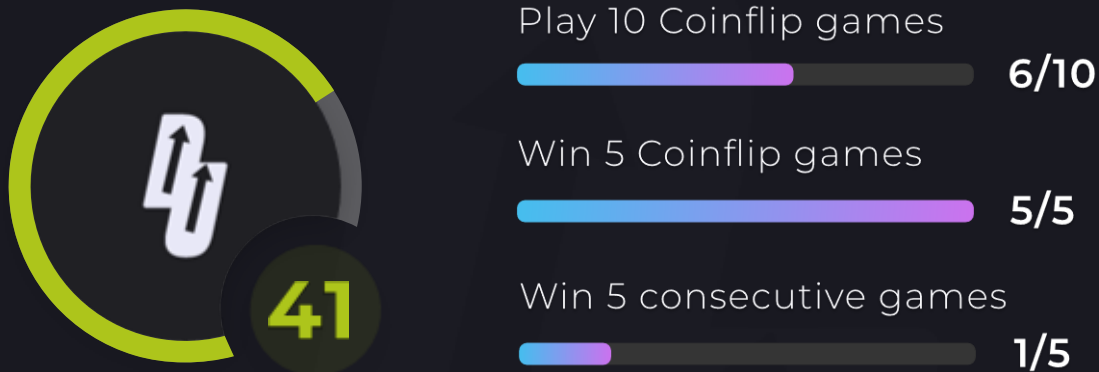 Play 10 Coinflip games
6/10
Win 5 Coinflip games
5/5
Win 5 consecutive games
1/5
DU
41